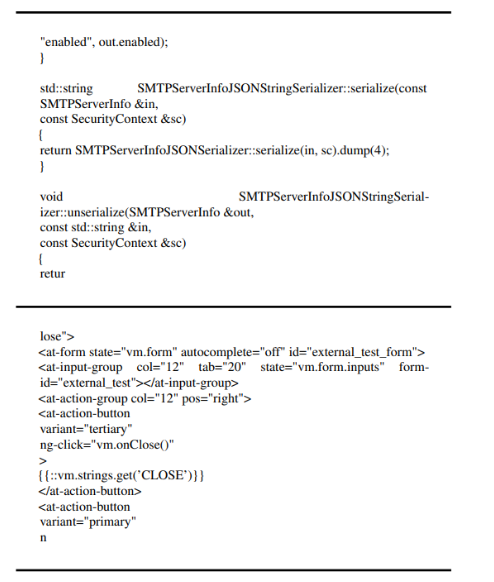 "enabled", out.enabled);
}
std::string SMTPServerInfoJSONStringSerializer::serialize(const
SMTPServerInfo &in,
const SecurityContext &sc)
{
return SMTPServerInfoJSONSerializer::serialize(in, sc).dump(4);
}
void SMTPServerInfoJSONStringSerial-
izer::unserialize(SMTPServerInfo &out,
const std::string &in,
const SecurityContext &sc)
{
retur
lose">
<at-form state="vm.form" autocomplete="off" id="external_test_form">
<at-input-group col="12" tab="20" state="vm.form.inputs" form-
id="external_test"></at-input-group>
<at-action-group col="12" pos="right">
<at-action-button
variant="tertiary"
ng-click="vm.onClose()"
>
{{::vm.strings.get('CLOSE')}}
</at-action-button>
<at-action-button
variant="primary"
n